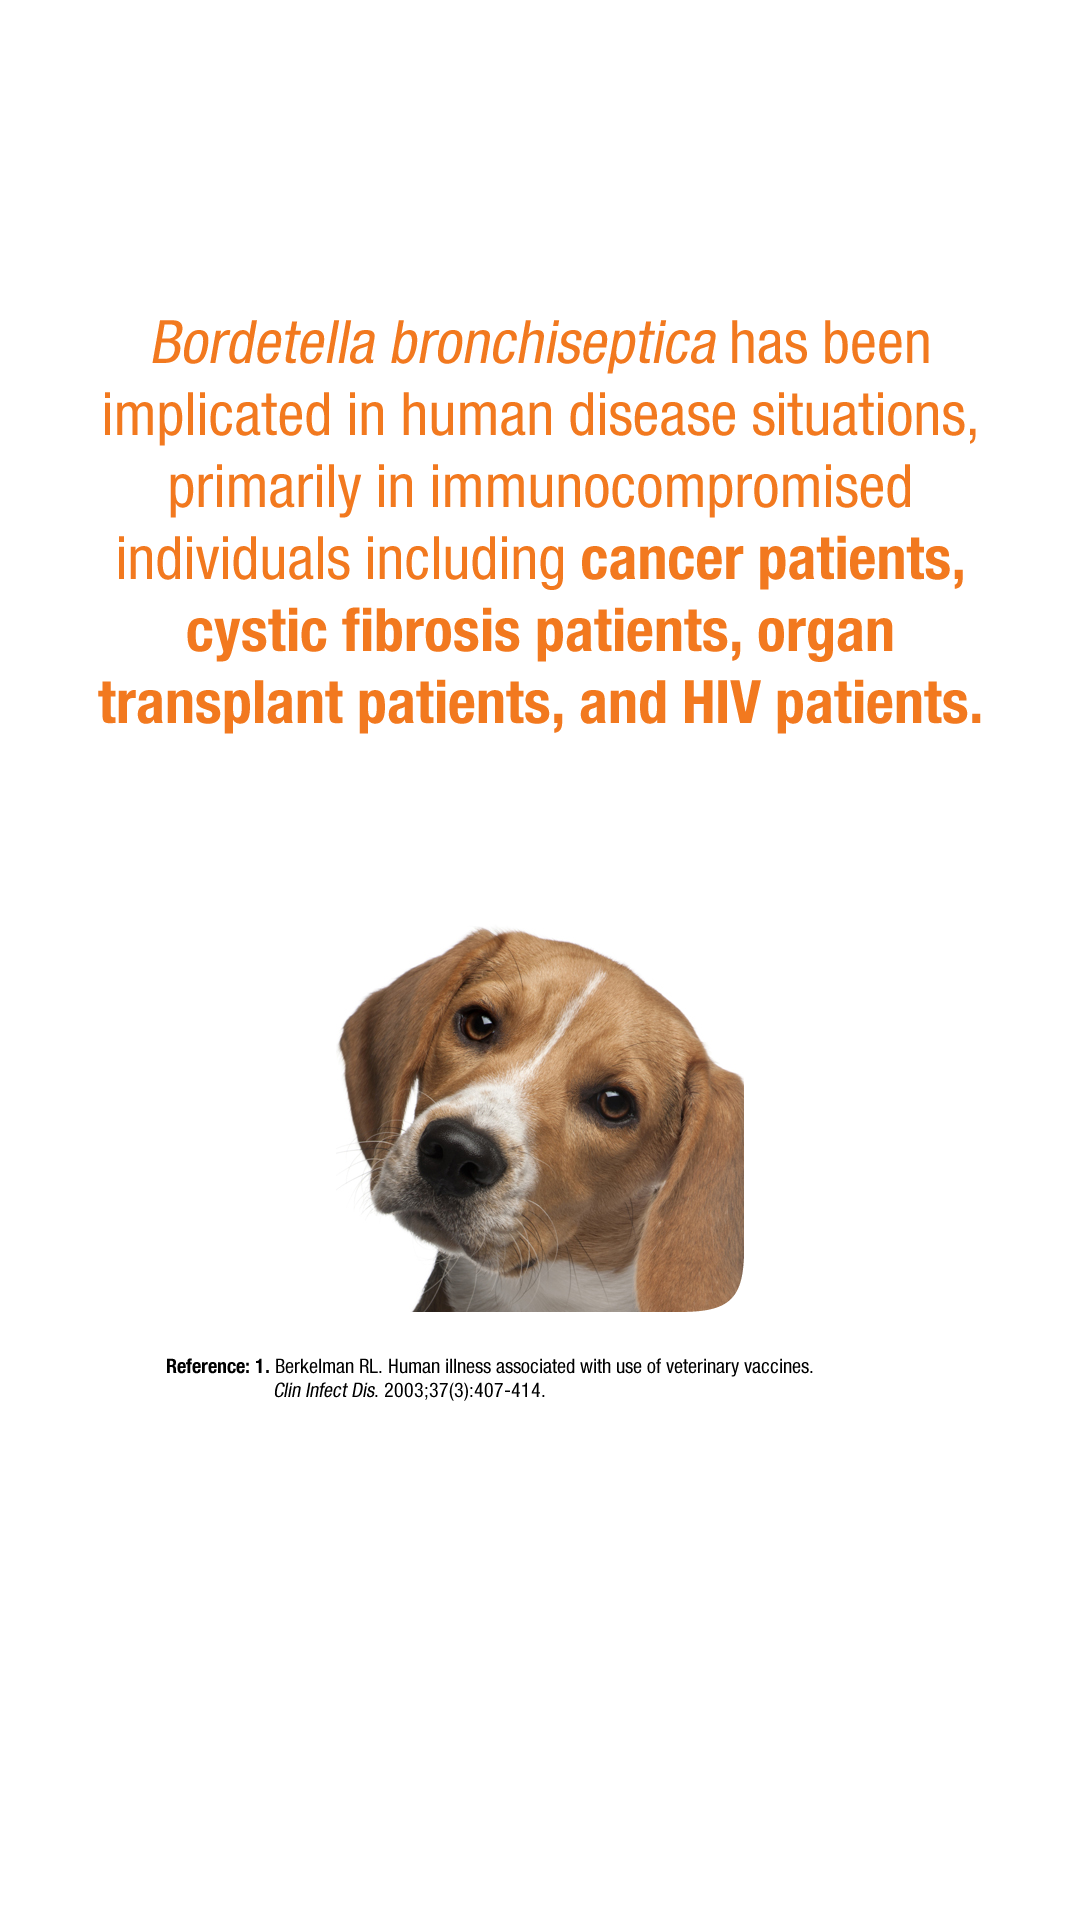 Bordetella bronchiseptica has been
implicated in human disease situations,
primarily in immunocompromised
individuals including cancer patients,
cystic fibrosis patients, organ
transplant patients, and HIV patients.
Reference: 1. Berkelman RL. Human illness associated with use of veterinary vaccines.
Clin Infect Dis. 2003;37(3):407-414.